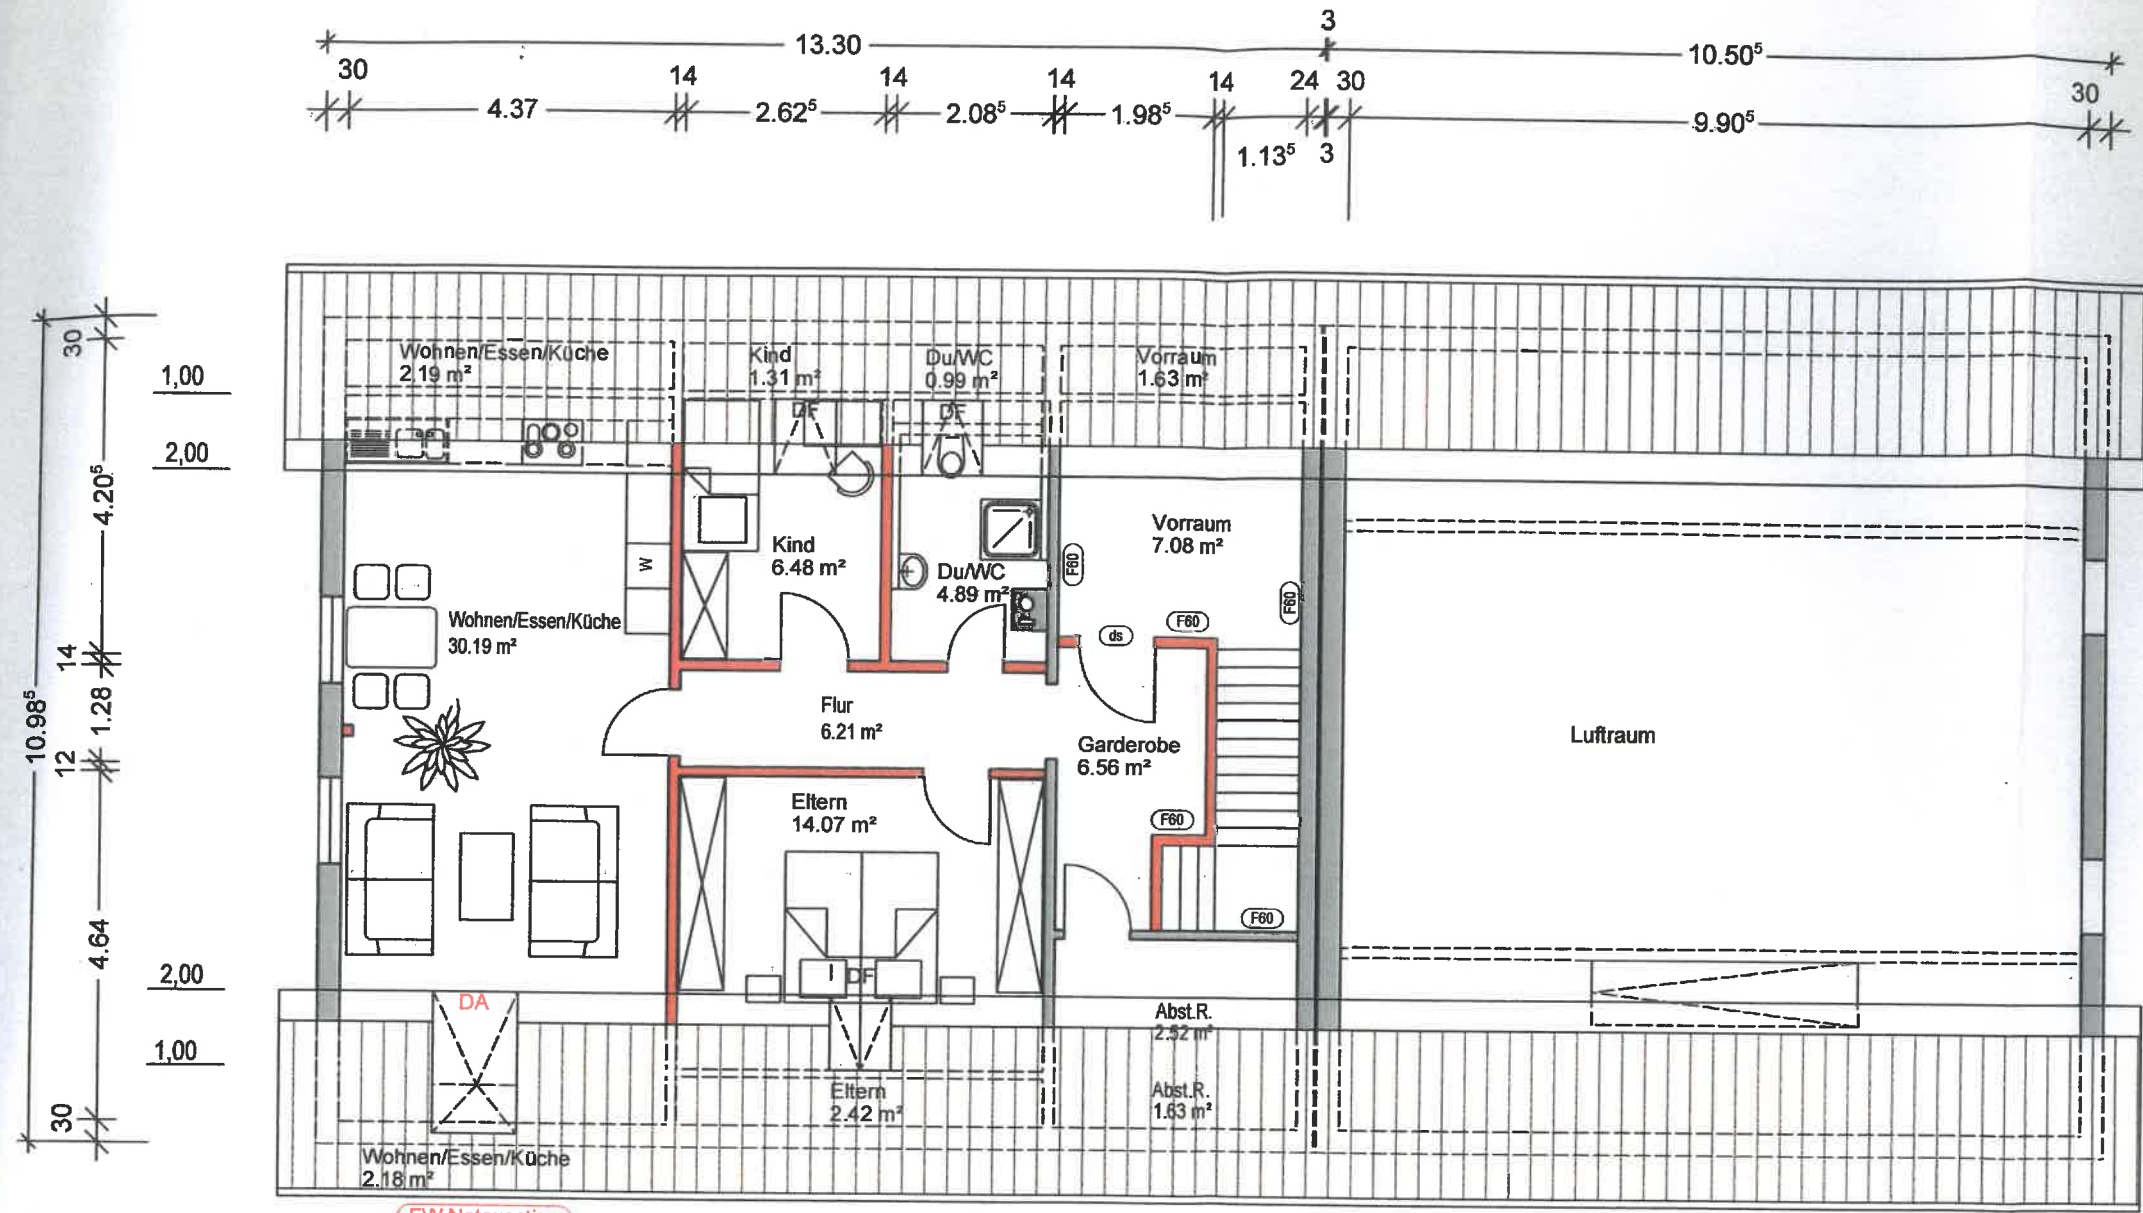 3
13.30
10.50⁵
30
14
14
14
14
24
30
30
4.37
2.62⁵
2.08⁵
1.98⁵
9.90⁵
1.13⁵
3
30
1,00
2,00
4.20⁵
14
1.28
12
10.98⁵
4.64
2,00
1,00
30
Wohnen/Essen/Küche
2.19 m²
Kind
1.31 m²
Du/WC
0.99 m²
Vorraum
1.63 m²
DF
DF
Vorraum
7.08 m²
Kind
6.48 m²
Du/WC
4.89 m²
W
F60
F60
Wohnen/Essen/Küche
30.19 m²
ds
F60
Flur
6.21 m²
Garderobe
6.56 m²
Luftraum
Eltern
14.07 m²
F60
F60
DF
DA
Abst.R.
2.52 m²
Eltern
2.42 m²
Abst.R.
1.63 m²
Wohnen/Essen/Küche
2.18 m²